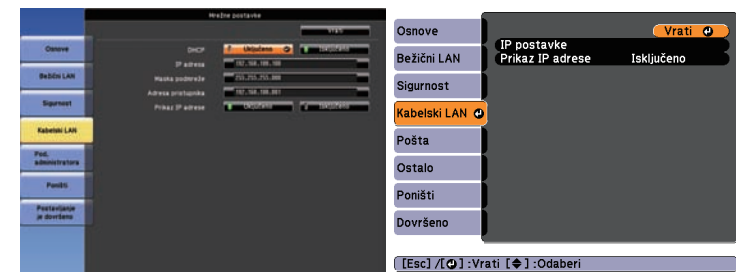 Mrežne postavke
Vrati
Osnove
Bežični LAN
Sigurnost
Kabelski LAN
Pod.
administratora
Poništi
Postavljanje
je dovršeno
DHCP Uključeno Isključeno
IP adresa
Maska podmreže 255.255.255.000
Adresa pristupnika
Prikaz IP adrese Uključeno Isključeno
Osnove
Bežični LAN
Sigurnost
Kabelski LAN
Pošta
Ostalo
Poništi
Dovršeno
Vrati
IP postavke
Prikaz IP adrese Isključeno
[Esc] /[ ] :Vrati [ ] :Odaberi